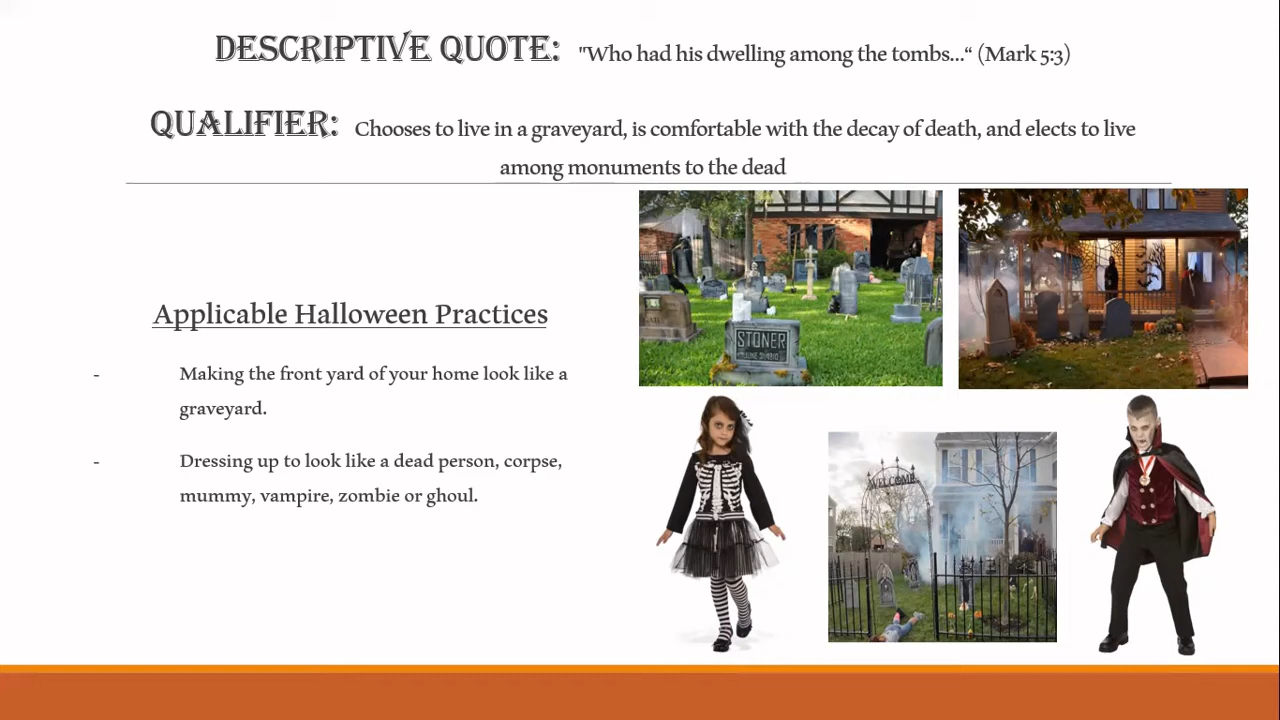 DESCRIPTIVE QUOTE: "Who had his dwelling among the tombs...“ (Mark 5:3)
QUALIFIER: Chooses to live in a graveyard, is comfortable with the decay of death, and elects to live
among monuments to the dead
Applicable Halloween Practices
- Making the front yard of your home look like a
graveyard.
- Dressing up to look like a dead person, corpse,
mummy, vampire, zombie or ghoul.
STONER
WELCOME